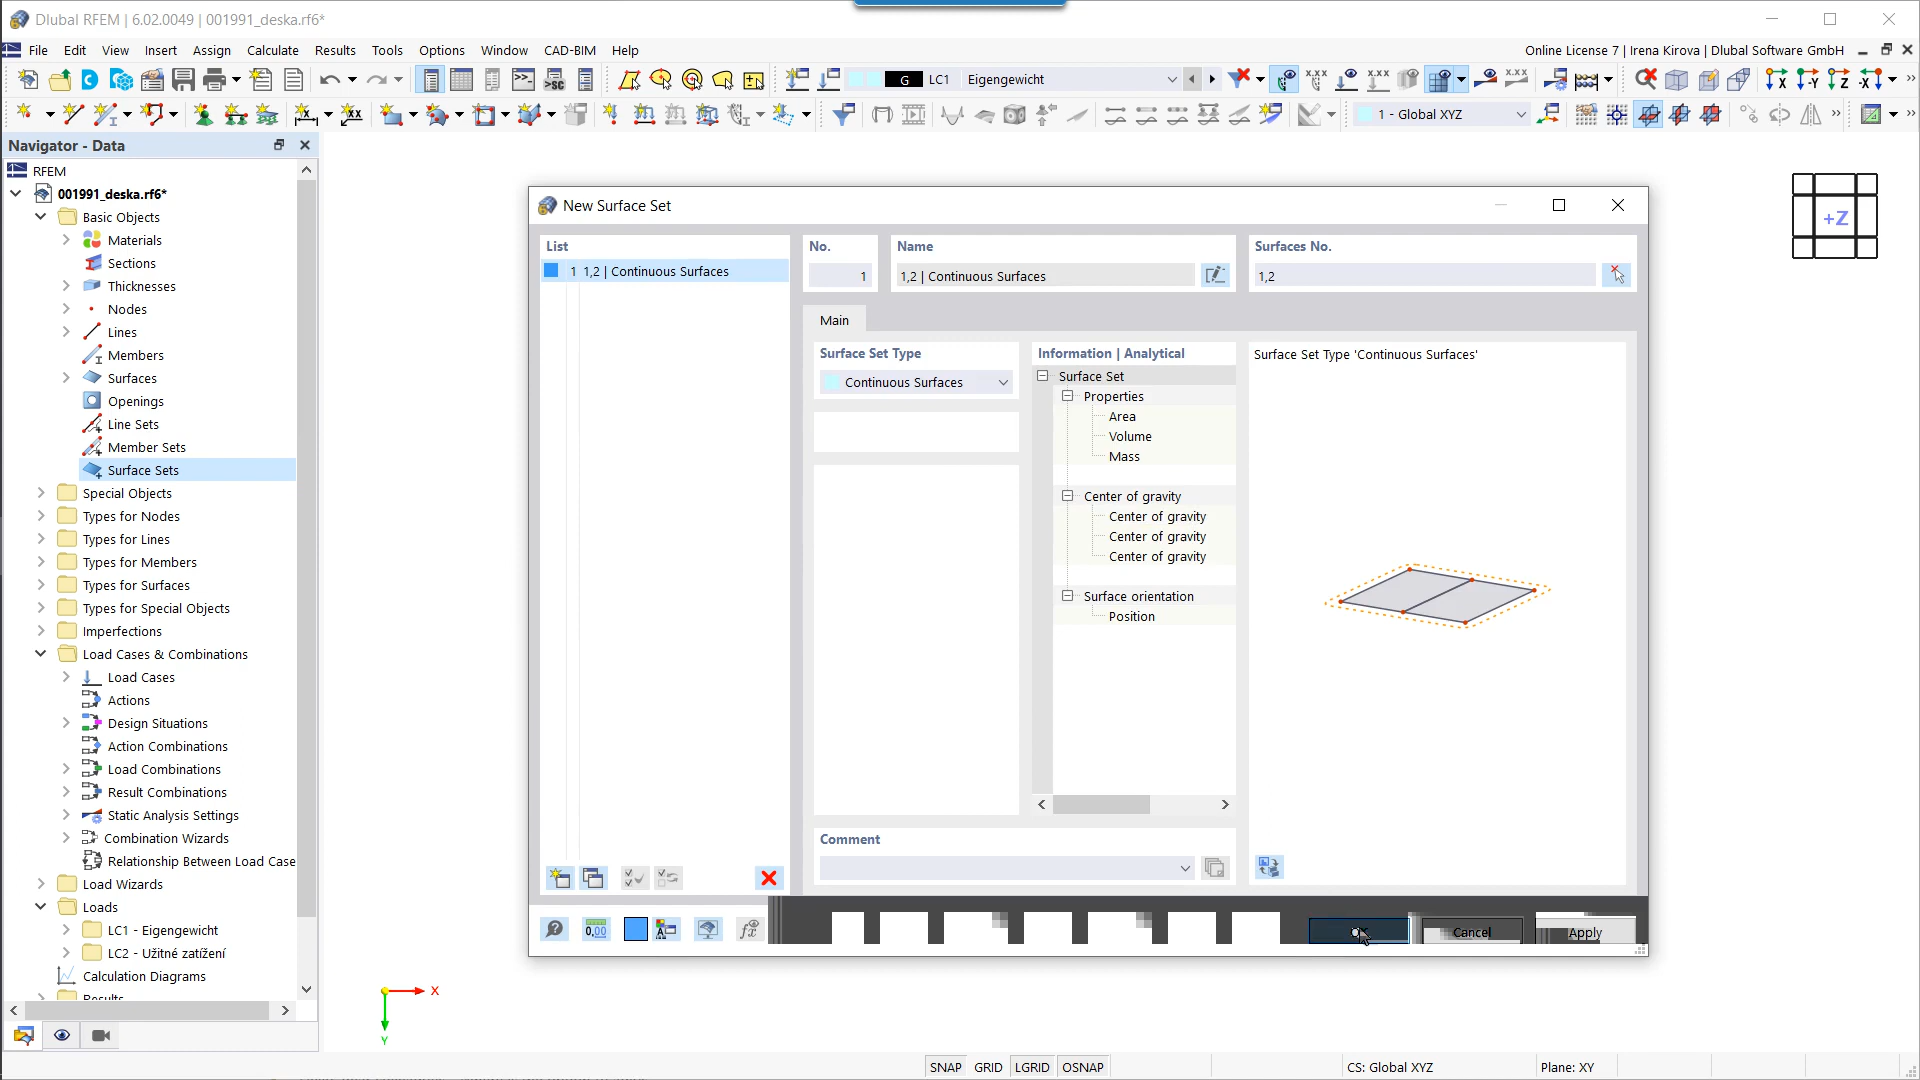 Dlubal RFEM | 6.02.0049 | 001991_deska.rf6*
File Edit View Insert Assign Calculate Results Tools Options Window CAD-BIM Help
Online License 7 | Irena Kirova | Dlubal Software GmbH
G LC1 Eigengewicht
1 - Global XYZ
Navigator - Data
RFEM
001991_deska.rf6*
Basic Objects
Materials
Sections
Thicknesses
Nodes
Lines
Members
Surfaces
Openings
Line Sets
Member Sets
Surface Sets
Special Objects
Types for Nodes
Types for Lines
Types for Members
Types for Surfaces
Types for Special Objects
Imperfections
Load Cases & Combinations
Load Cases
Actions
Design Situations
Action Combinations
Load Combinations
Result Combinations
Static Analysis Settings
Combination Wizards
Relationship Between Load Case
Load Wizards
Loads
LC1 - Eigengewicht
LC2 - Užitné zatížení
Calculation Diagrams
Results
New Surface Set
List
1 1,2 | Continuous Surfaces
No.
1
Name
1,2 | Continuous Surfaces
Surfaces No.
1,2
Main
Surface Set Type
Continuous Surfaces
Information | Analytical
Surface Set
Properties
Area
Volume
Mass
Center of gravity
Center of gravity
Center of gravity
Center of gravity
Surface orientation
Position
Surface Set Type 'Continuous Surfaces'
Comment
Cancel
Apply
+Z
X
Y
SNAP GRID LGRID OSNAP
CS: Global XYZ
Plane: XY